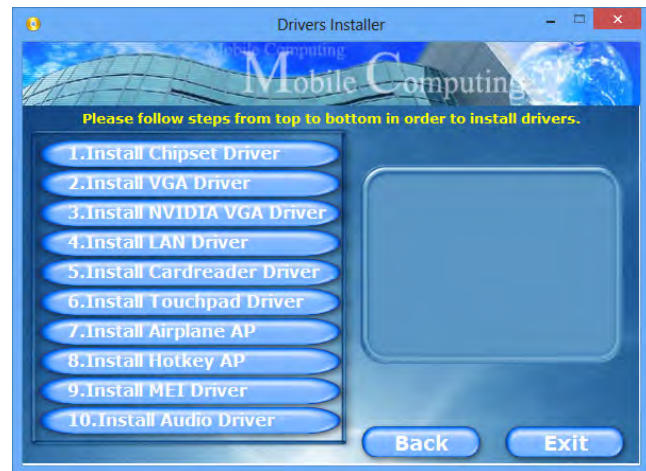 Drivers Installer
Mobile Computing
Mobile Computing
Please follow steps from top to bottom in order to install drivers.
1.Install Chipset Driver
2.Install VGA Driver
3.Install NVIDIA VGA Driver
4.Install LAN Driver
5.Install Cardreader Driver
6.Install Touchpad Driver
7.Install Airplane AP
8.Install Hotkey AP
9.Install MEI Driver
10.Install Audio Driver
Back
Exit